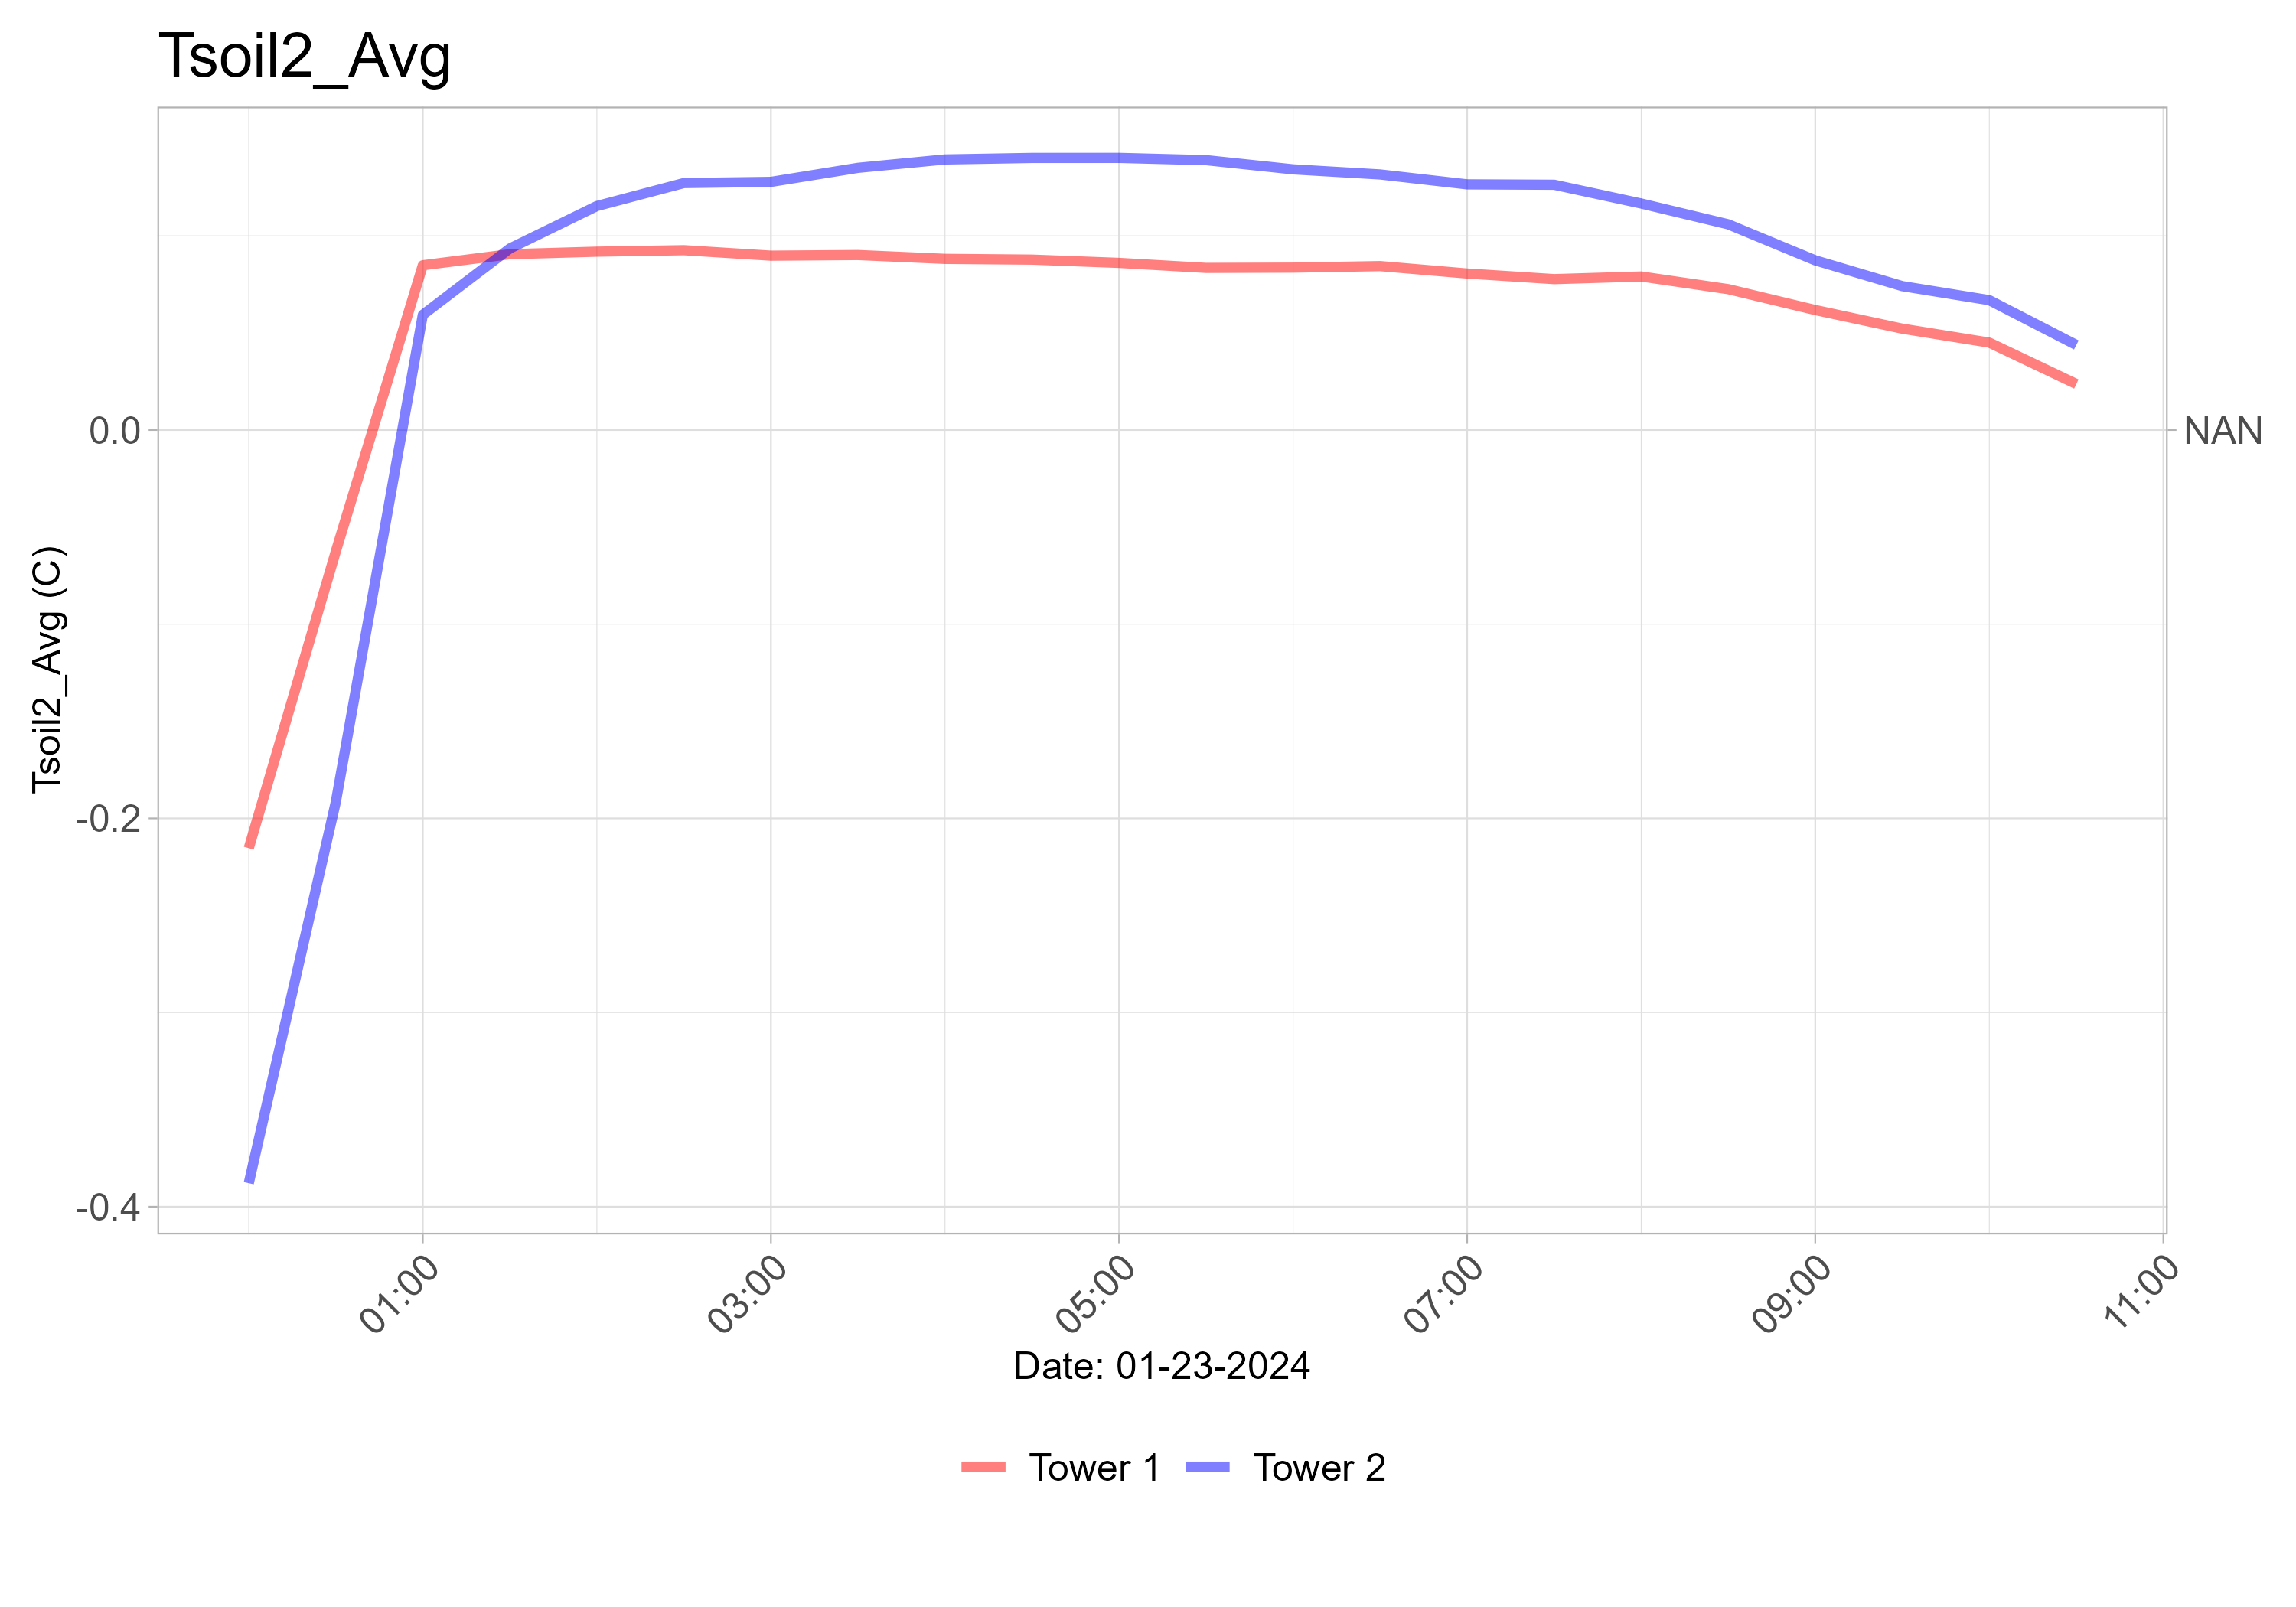 Tsoil2_Avg
Tsoil2_Avg (C)
0.0
-0.2
-0.4
NAN
01:00
03:00
05:00
07:00
09:00
11:00
Date: 01-23-2024
Tower 1
Tower 2